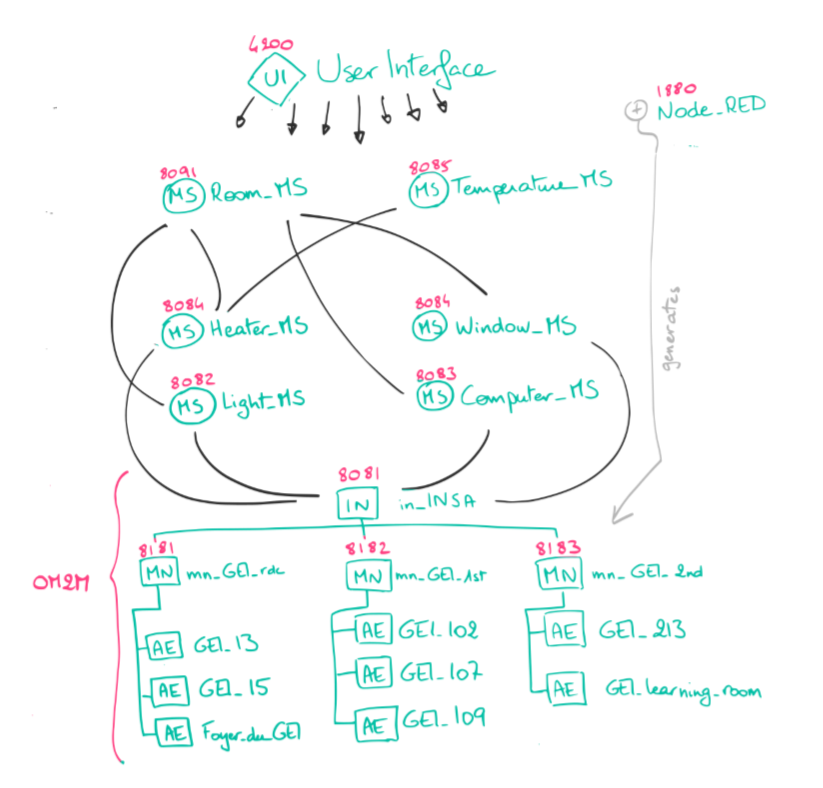 4200
UI User Interface
1880
+ Node_RED
8091
MS Room_MS
8085
MS Temperature_MS
generates
8084
MS Heater_MS
8084
MS Window_MS
8082
MS Light_MS
8083
MS Computer_MS
8081
IN in_INSA
OM2M
8181
MN mn_GEI_rdc
8182
MN mn_GEI_1st
8183
MN mn_GEI_2nd
AE GEI_13
AE GEI_15
AE Foyer_du_GEI
AE GEI_102
AE GEI_107
AE GEI_109
AE GEI_213
AE GEI_learning_room